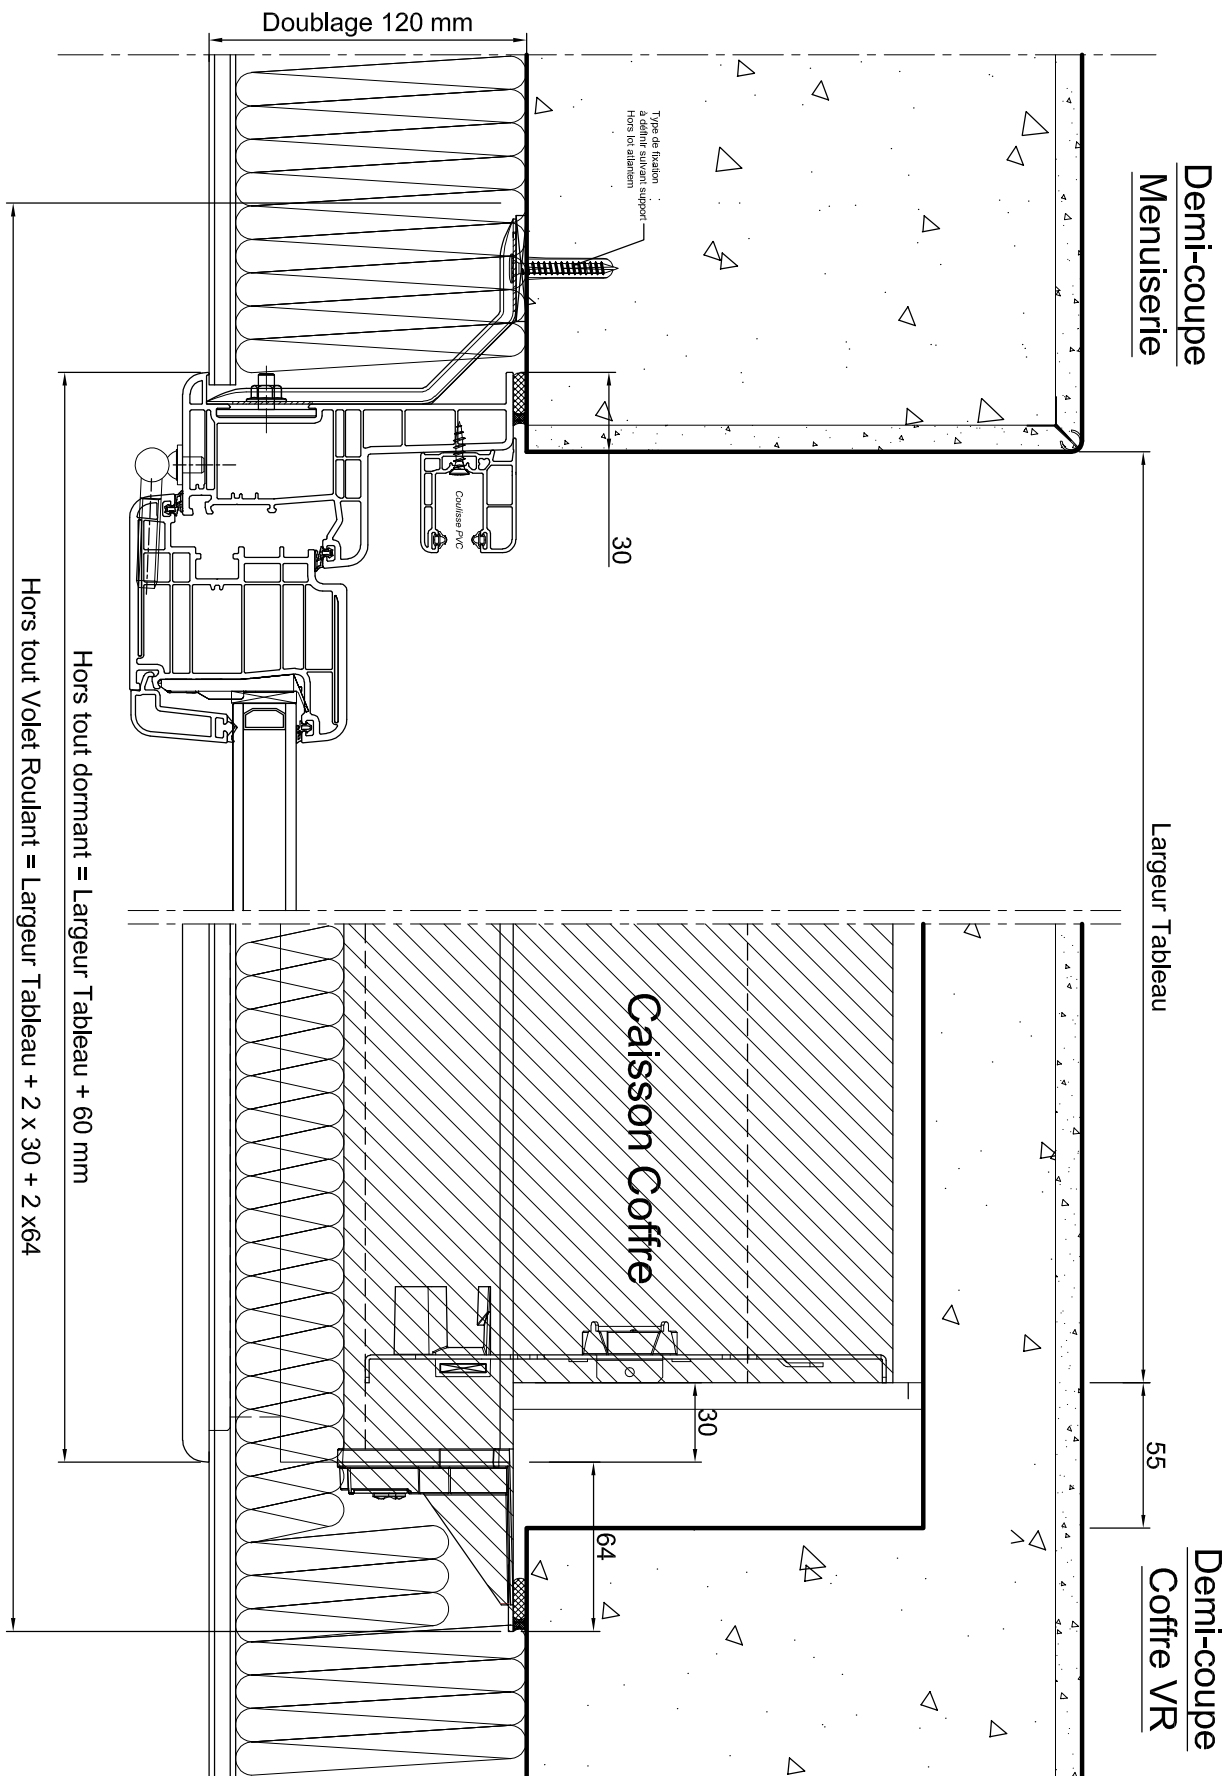 Doublage 120 mm
Demi-coupe
Menuiserie
Type de fixation
à définir suivant support
Hors lot atlantem
Coulisse PVC
30
Largeur Tableau
Hors tout dormant = Largeur Tableau + 60 mm
Hors tout Volet Roulant = Largeur Tableau + 2 x 30 + 2 x64
Caisson Coffre
30
55
64
Demi-coupe
Coffre VR